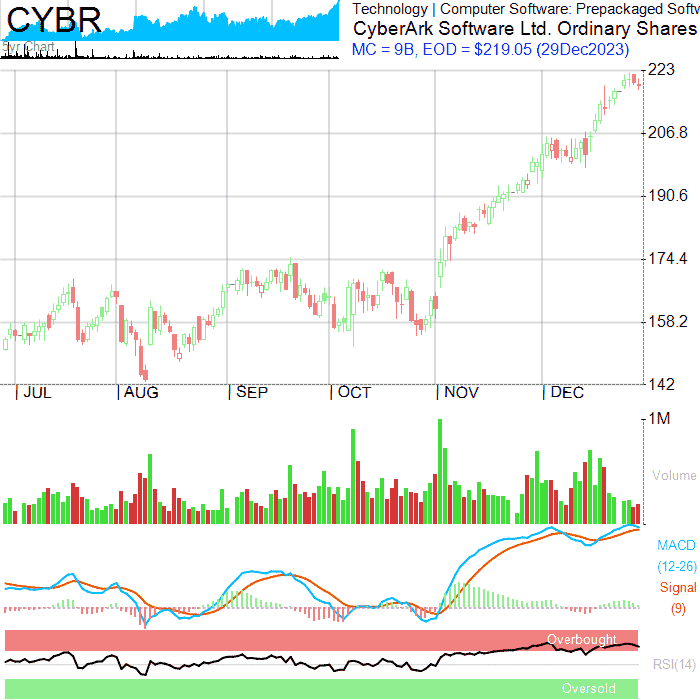 CYBR
5yr Chart
Technology | Computer Software: Prepackaged Softw
CyberArk Software Ltd. Ordinary Shares
MC = 9B, EOD = $219.05 (29Dec2023)
223
206.8
190.6
174.4
158.2
142
| JUL | AUG | SEP | OCT | NOV | DEC
1M
Volume
MACD
(12-26)
Signal
(9)
Overbought
RSI(14)
Oversold